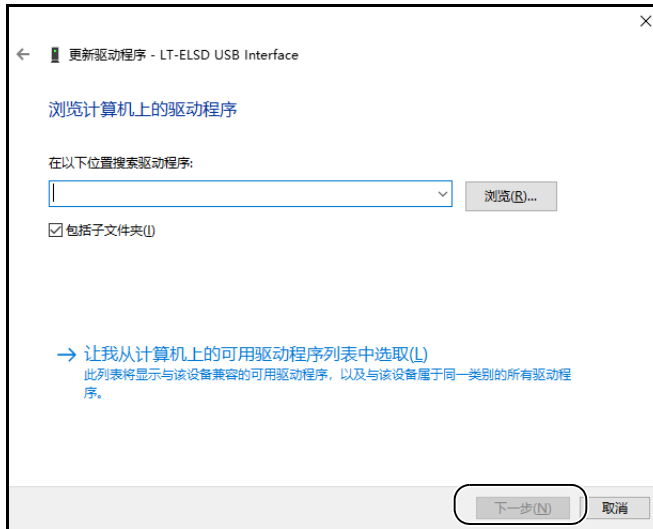 更新驱动程序 - LT-ELSD USB Interface
浏览计算机上的驱动程序
在以下位置搜索驱动程序:
浏览(R)...
包括子文件夹(I)
让我从计算机上的可用驱动程序列表中选取(L)
此列表将显示与该设备兼容的可用驱动程序，以及与该设备属于同一类别的所有驱动程
序。
下一步(N)
取消